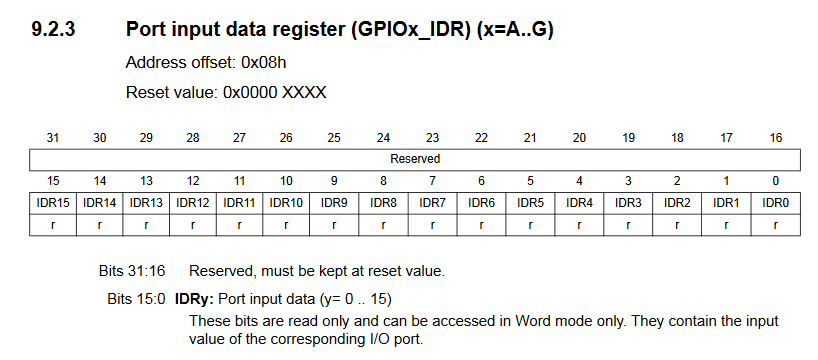 9.2.3 Port input data register (GPIOx_IDR) (x=A..G)
Address offset: 0x08h
Reset value: 0x0000 XXXX
31 30 29 28 27 26 25 24 23 22 21 20 19 18 17 16
Reserved
15 14 13 12 11 10 9 8 7 6 5 4 3 2 1 0
IDR15 IDR14 IDR13 IDR12 IDR11 IDR10 IDR9 IDR8 IDR7 IDR6 IDR5 IDR4 IDR3 IDR2 IDR1 IDR0
r r r r r r r r r r r r r r r r
Bits 31:16 Reserved, must be kept at reset value.
Bits 15:0 IDRy: Port input data (y= 0 .. 15)
These bits are read only and can be accessed in Word mode only. They contain the input
value of the corresponding I/O port.